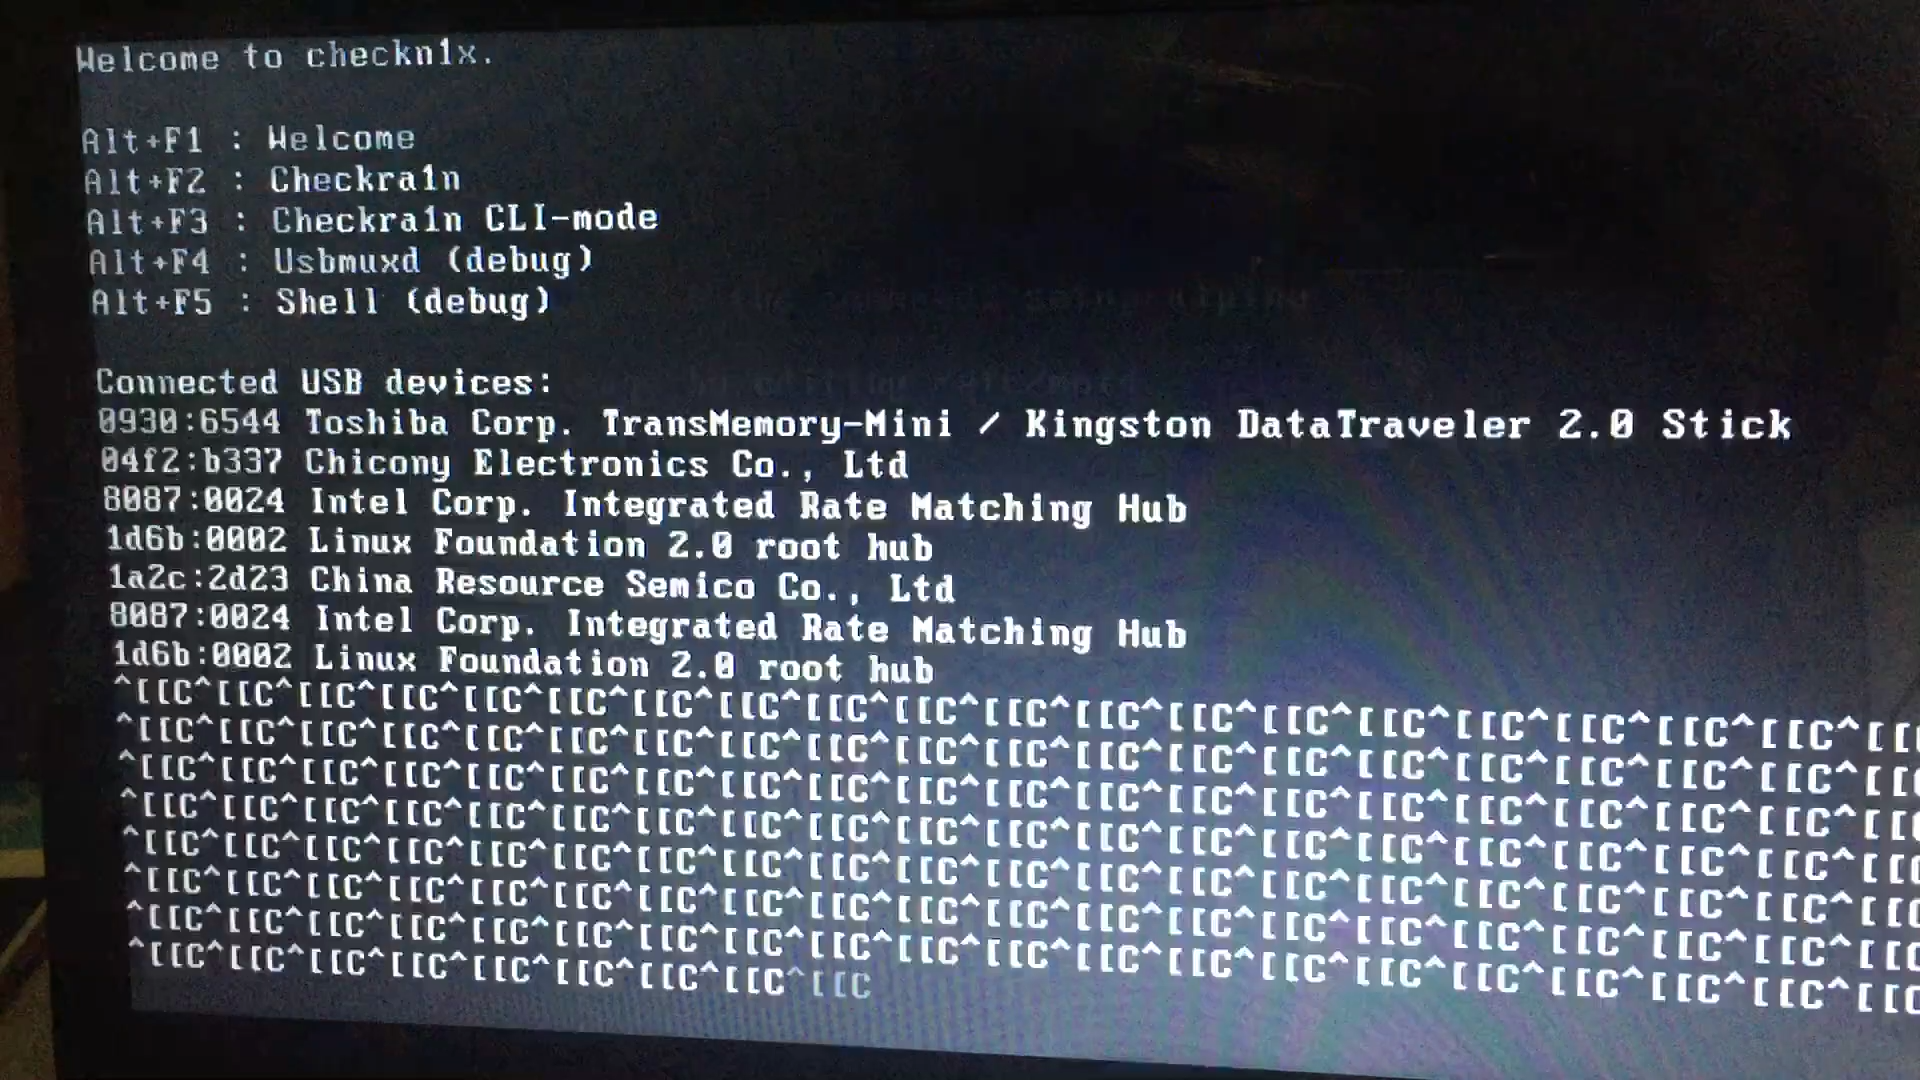 Welcome to checkn1x.
Alt+F1 : Welcome
Alt+F2 : Checkra1n
Alt+F3 : Checkra1n CLI-mode
Alt+F4 : Usbmuxd (debug)
Alt+F5 : Shell (debug)
Connected USB devices:
0930:6544 Toshiba Corp. TransMemory-Mini / Kingston DataTraveler 2.0 Stick
04f2:b337 Chicony Electronics Co., Ltd
8087:0024 Intel Corp. Integrated Rate Matching Hub
1d6b:0002 Linux Foundation 2.0 root hub
1a2c:2d23 China Resource Semico Co., Ltd
8087:0024 Intel Corp. Integrated Rate Matching Hub
1d6b:0002 Linux Foundation 2.0 root hub
^[[C^[[C^[[C^[[C^[[C^[[C^[[C^[[C^[[C^[[C^[[C^[[C^[[C^[[C^[[C^[[C^[[C^[[C^[[C^[[
^[[C^[[C^[[C^[[C^[[C^[[C^[[C^[[C^[[C^[[C^[[C^[[C^[[C^[[C^[[C^[[C^[[C^[[C^[[C^[[C
^[[C^[[C^[[C^[[C^[[C^[[C^[[C^[[C^[[C^[[C^[[C^[[C^[[C^[[C^[[C^[[C^[[C^[[C^[[C^[[C
^[[C^[[C^[[C^[[C^[[C^[[C^[[C^[[C^[[C^[[C^[[C^[[C^[[C^[[C^[[C^[[C^[[C^[[C^[[C^[[C
^[[C^[[C^[[C^[[C^[[C^[[C^[[C^[[C^[[C^[[C^[[C^[[C^[[C^[[C^[[C^[[C^[[C^[[C^[[C^[[C
^[[C^[[C^[[C^[[C^[[C^[[C^[[C^[[C^[[C^[[C^[[C^[[C^[[C^[[C^[[C^[[C^[[C^[[C^[[C^[[C
^[[C^[[C^[[C^[[C^[[C^[[C^[[C^[[C^[[C^[[C^[[C^[[C^[[C^[[C^[[C^[[C^[[C^[[C^[[C^[[C
^[[C^[[C^[[C^[[C^[[C^[[C^[[C^[[C^[[C